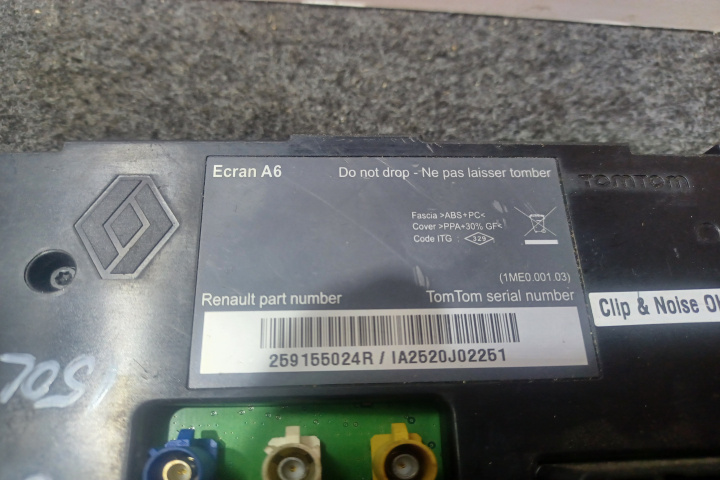 Ecran A6 Do not drop - Ne pas laisser tomber
TOMTOM
Fascia >ABS+PC<
Cover >PPA+30% GF<
Code ITG : 329
(1ME0.001.03)
Renault part number TomTom serial number
Clip & Noise
259155024R / IA2520J02251